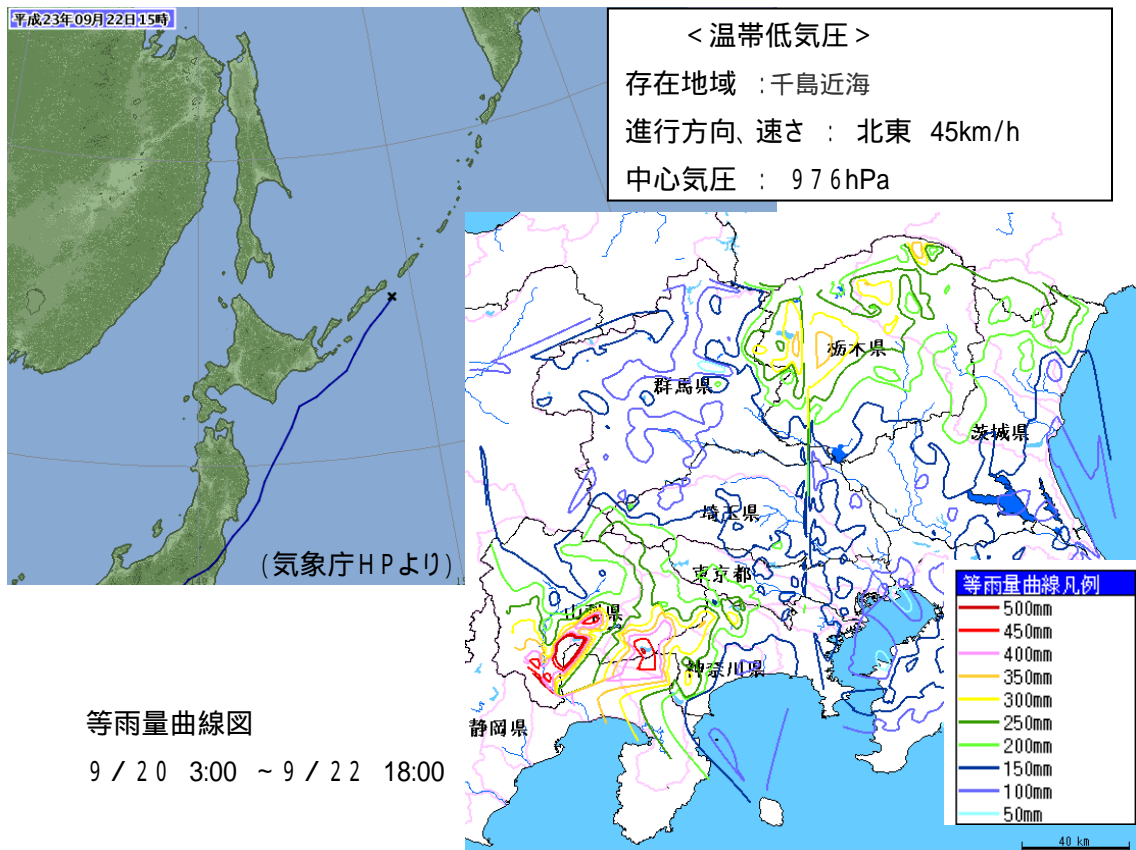 平成23年09月22日15時
＜温帯低気圧＞
存在地域 ：千島近海
進行方向、速さ ： 北東 45km/h
中心気圧 ： 976hPa
(気象庁HPより)
栃木県
群馬県
茨城県
埼玉県
東京都
山梨県
神奈川県
静岡県
等雨量曲線図
9/20 3:00 ～9/22 18:00
等雨量曲線凡例
500mm
450mm
400mm
350mm
300mm
250mm
200mm
150mm
100mm
50mm
40 km